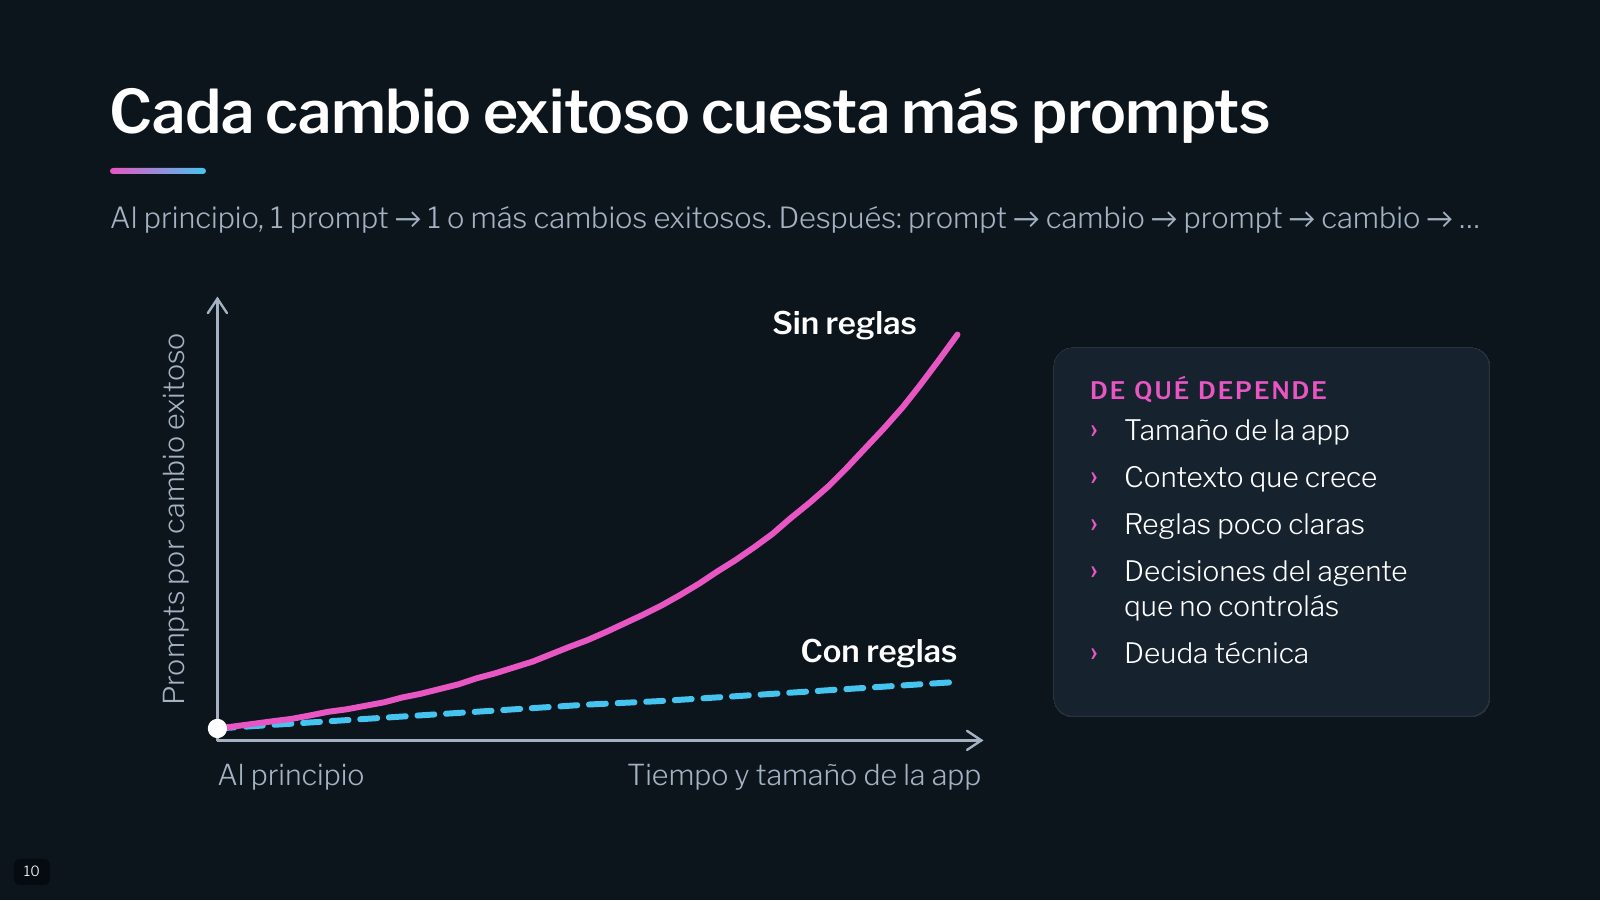 Cada cambio exitoso cuesta más prompts
Al principio, 1 prompt → 1 o más cambios exitosos. Después: prompt → cambio → prompt → cambio → ...
Prompts por cambio exitoso
Sin reglas
Con reglas
Al principio
Tiempo y tamaño de la app
DE QUÉ DEPENDE
› Tamaño de la app
› Contexto que crece
› Reglas poco claras
› Decisiones del agente
que no controlás
› Deuda técnica
10